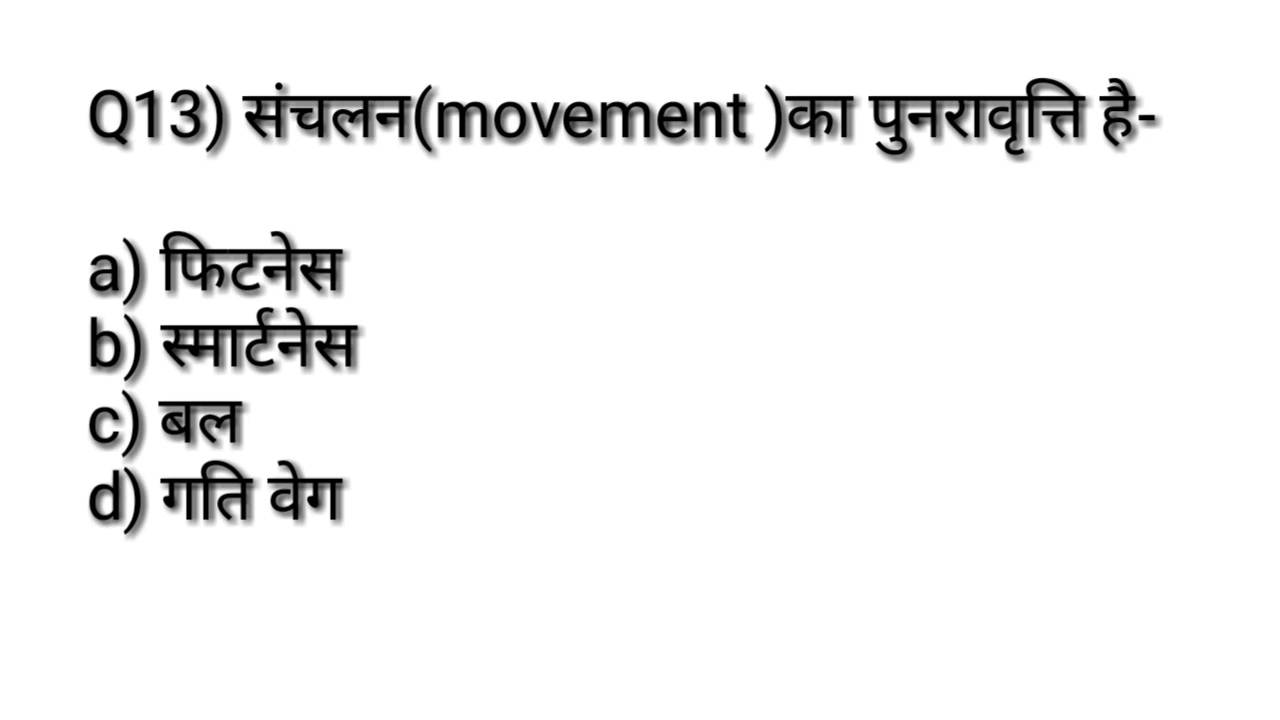 Q13) संचलन(movement )का पुनरावृत्ति है-
a) फिटनेस
b) स्मार्टनेस
c) बल
d) गति वेग